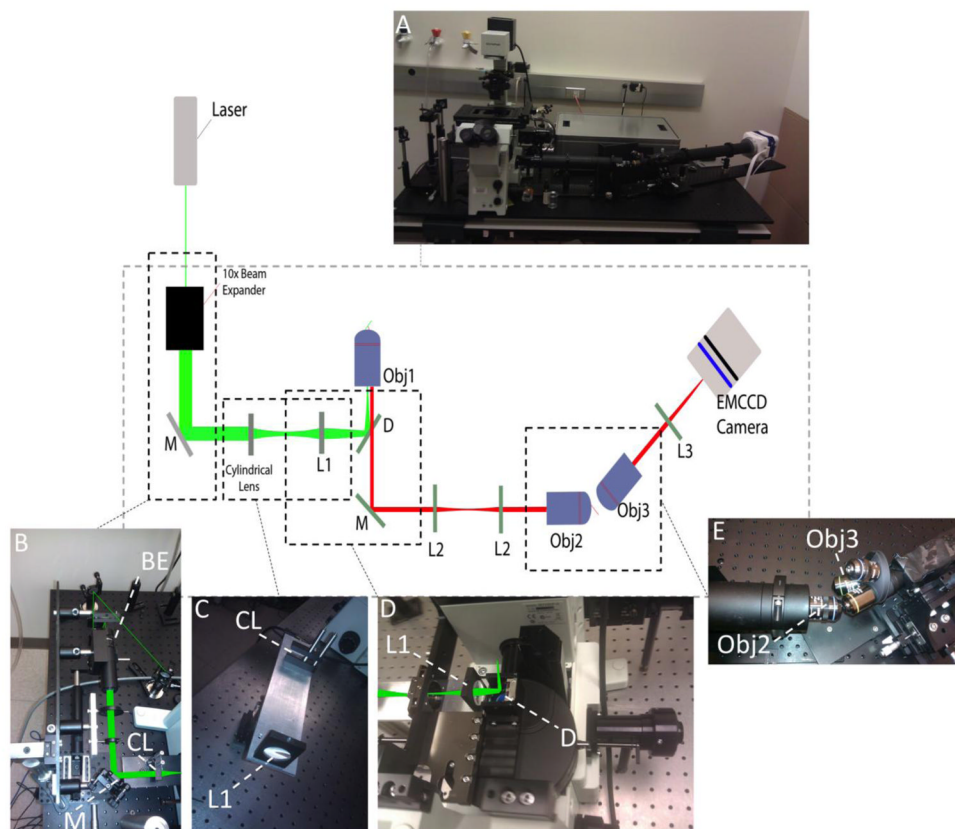 A
Laser
10x Beam
Expander
Obj1
M
D
EMCCD
Camera
L1
L3
Cylindrical
Lens
M
L2
L2
Obj2
Obj3
B
BE
C
CL
D
L1
E
Obj3
Obj2
CL
D
M
L1